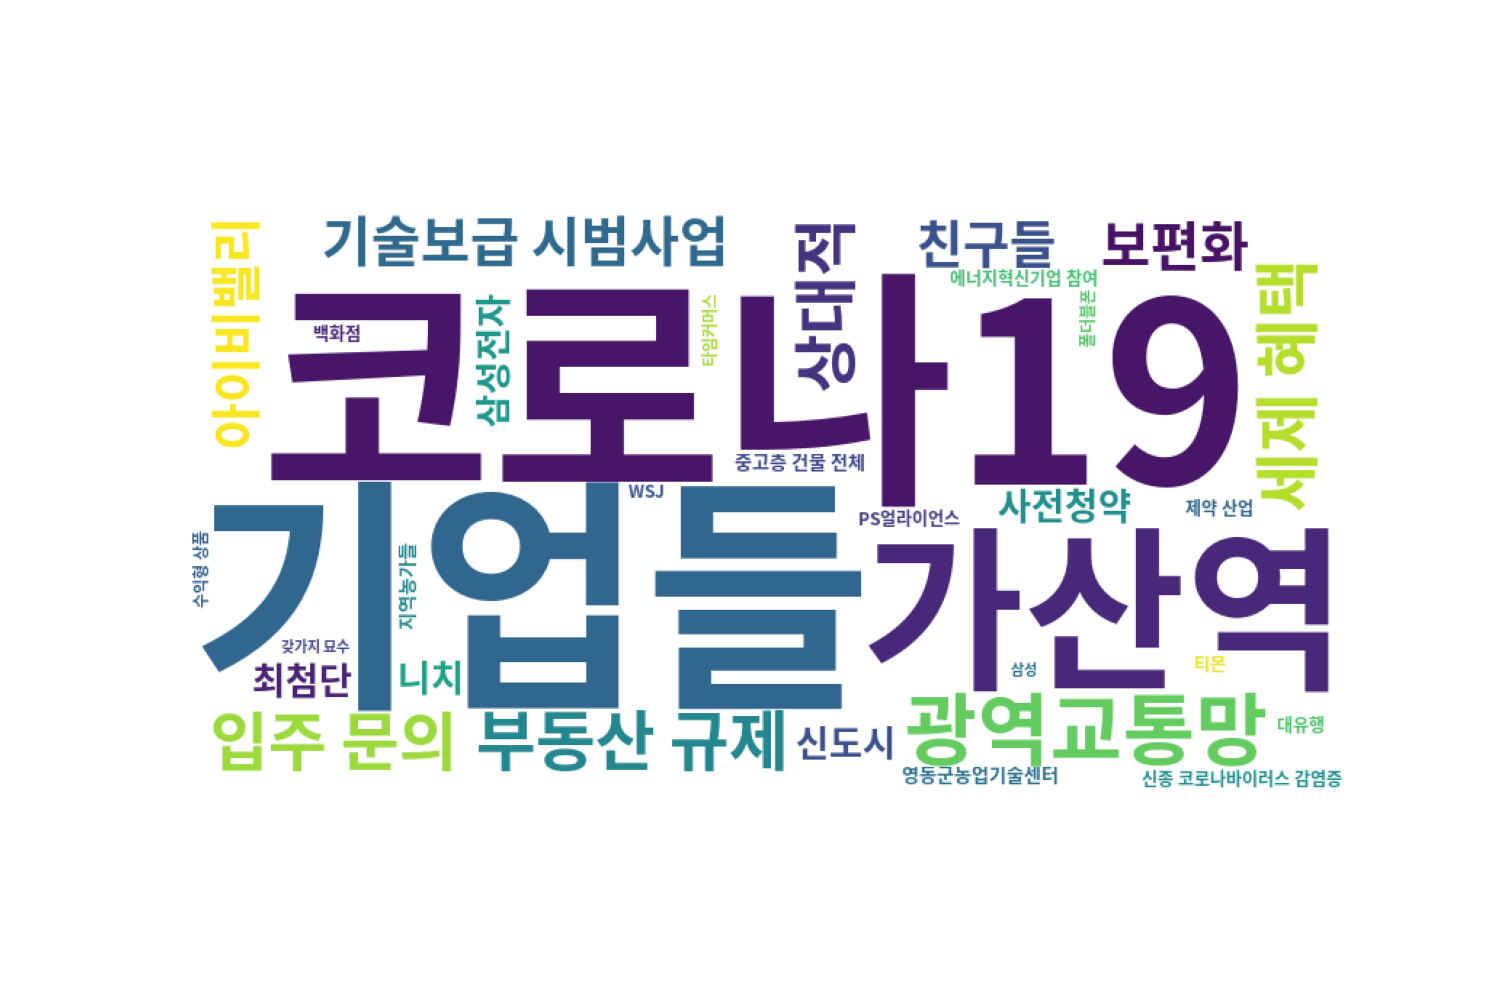 기술보급 시범사업
친구들
보편화
아이비밸리
상대적
에너지혁신기업 참여
세제 혜택
백화점
삼성전자
타임커머스
폴더블폰
코로나19
중고층 건물 전체
WSJ
사전청약
제약 산업
PS얼라이언스
기업들
가산역
수익형 상품
지역농가들
갖가지 묘수
최첨단
니치
삼성
티몬
입주 문의
부동산 규제
신도시
광역교통망
대유행
영동군농업기술센터
신종 코로나바이러스 감염증